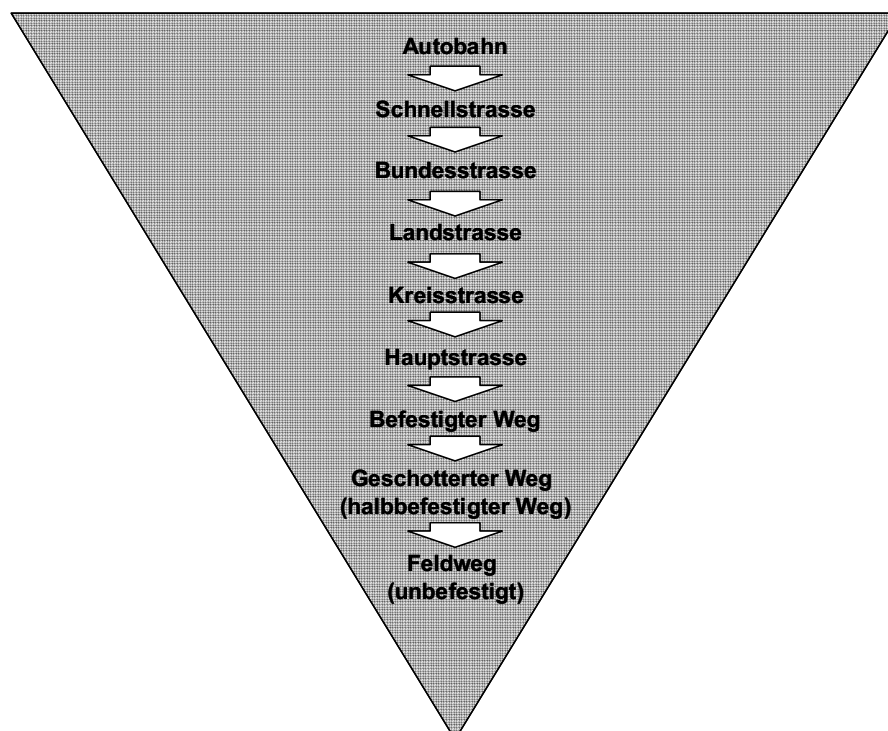 Autobahn
Schnellstrasse
Bundesstrasse
Landstrasse
Kreisstrasse
Hauptstrasse
Befestigter Weg
Geschotterter Weg
(halbbefestigter Weg)
Feldweg
(unbefestigt)